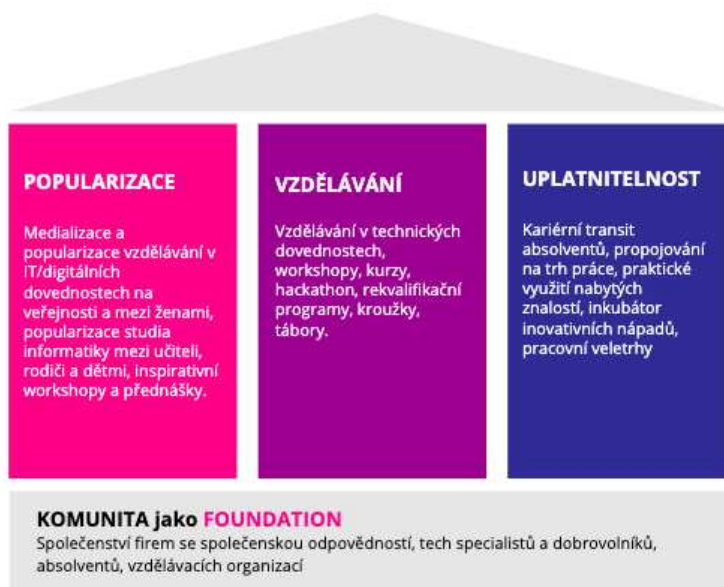 POPULARIZACE
Medializace a
popularizace vzdělávání v
IT/digitálních
dovednostech na
veřejnosti a mezi ženami,
popularizace studia
informatiky mezi učiteli,
rodiči a dětmi, inspirativní
workshopy a přednášky.
VZDĚLÁVÁNÍ
Vzdělávání v technických
dovednostech,
workshopy, kurzy,
hackathon, rekvalifikační
programy, kroužky,
tábory.
UPLATNITELNOST
Kariérní transit
absolventů, propojování
na trh práce, praktické
využití nabytých
znalostí, inkubátor
inovativních nápadů,
pracovní veletrhy
KOMUNITA jako FOUNDATION
Společenství firem se společenskou odpovědností, tech specialistů a dobrovolníků,
absolventů, vzdělávacích organizací